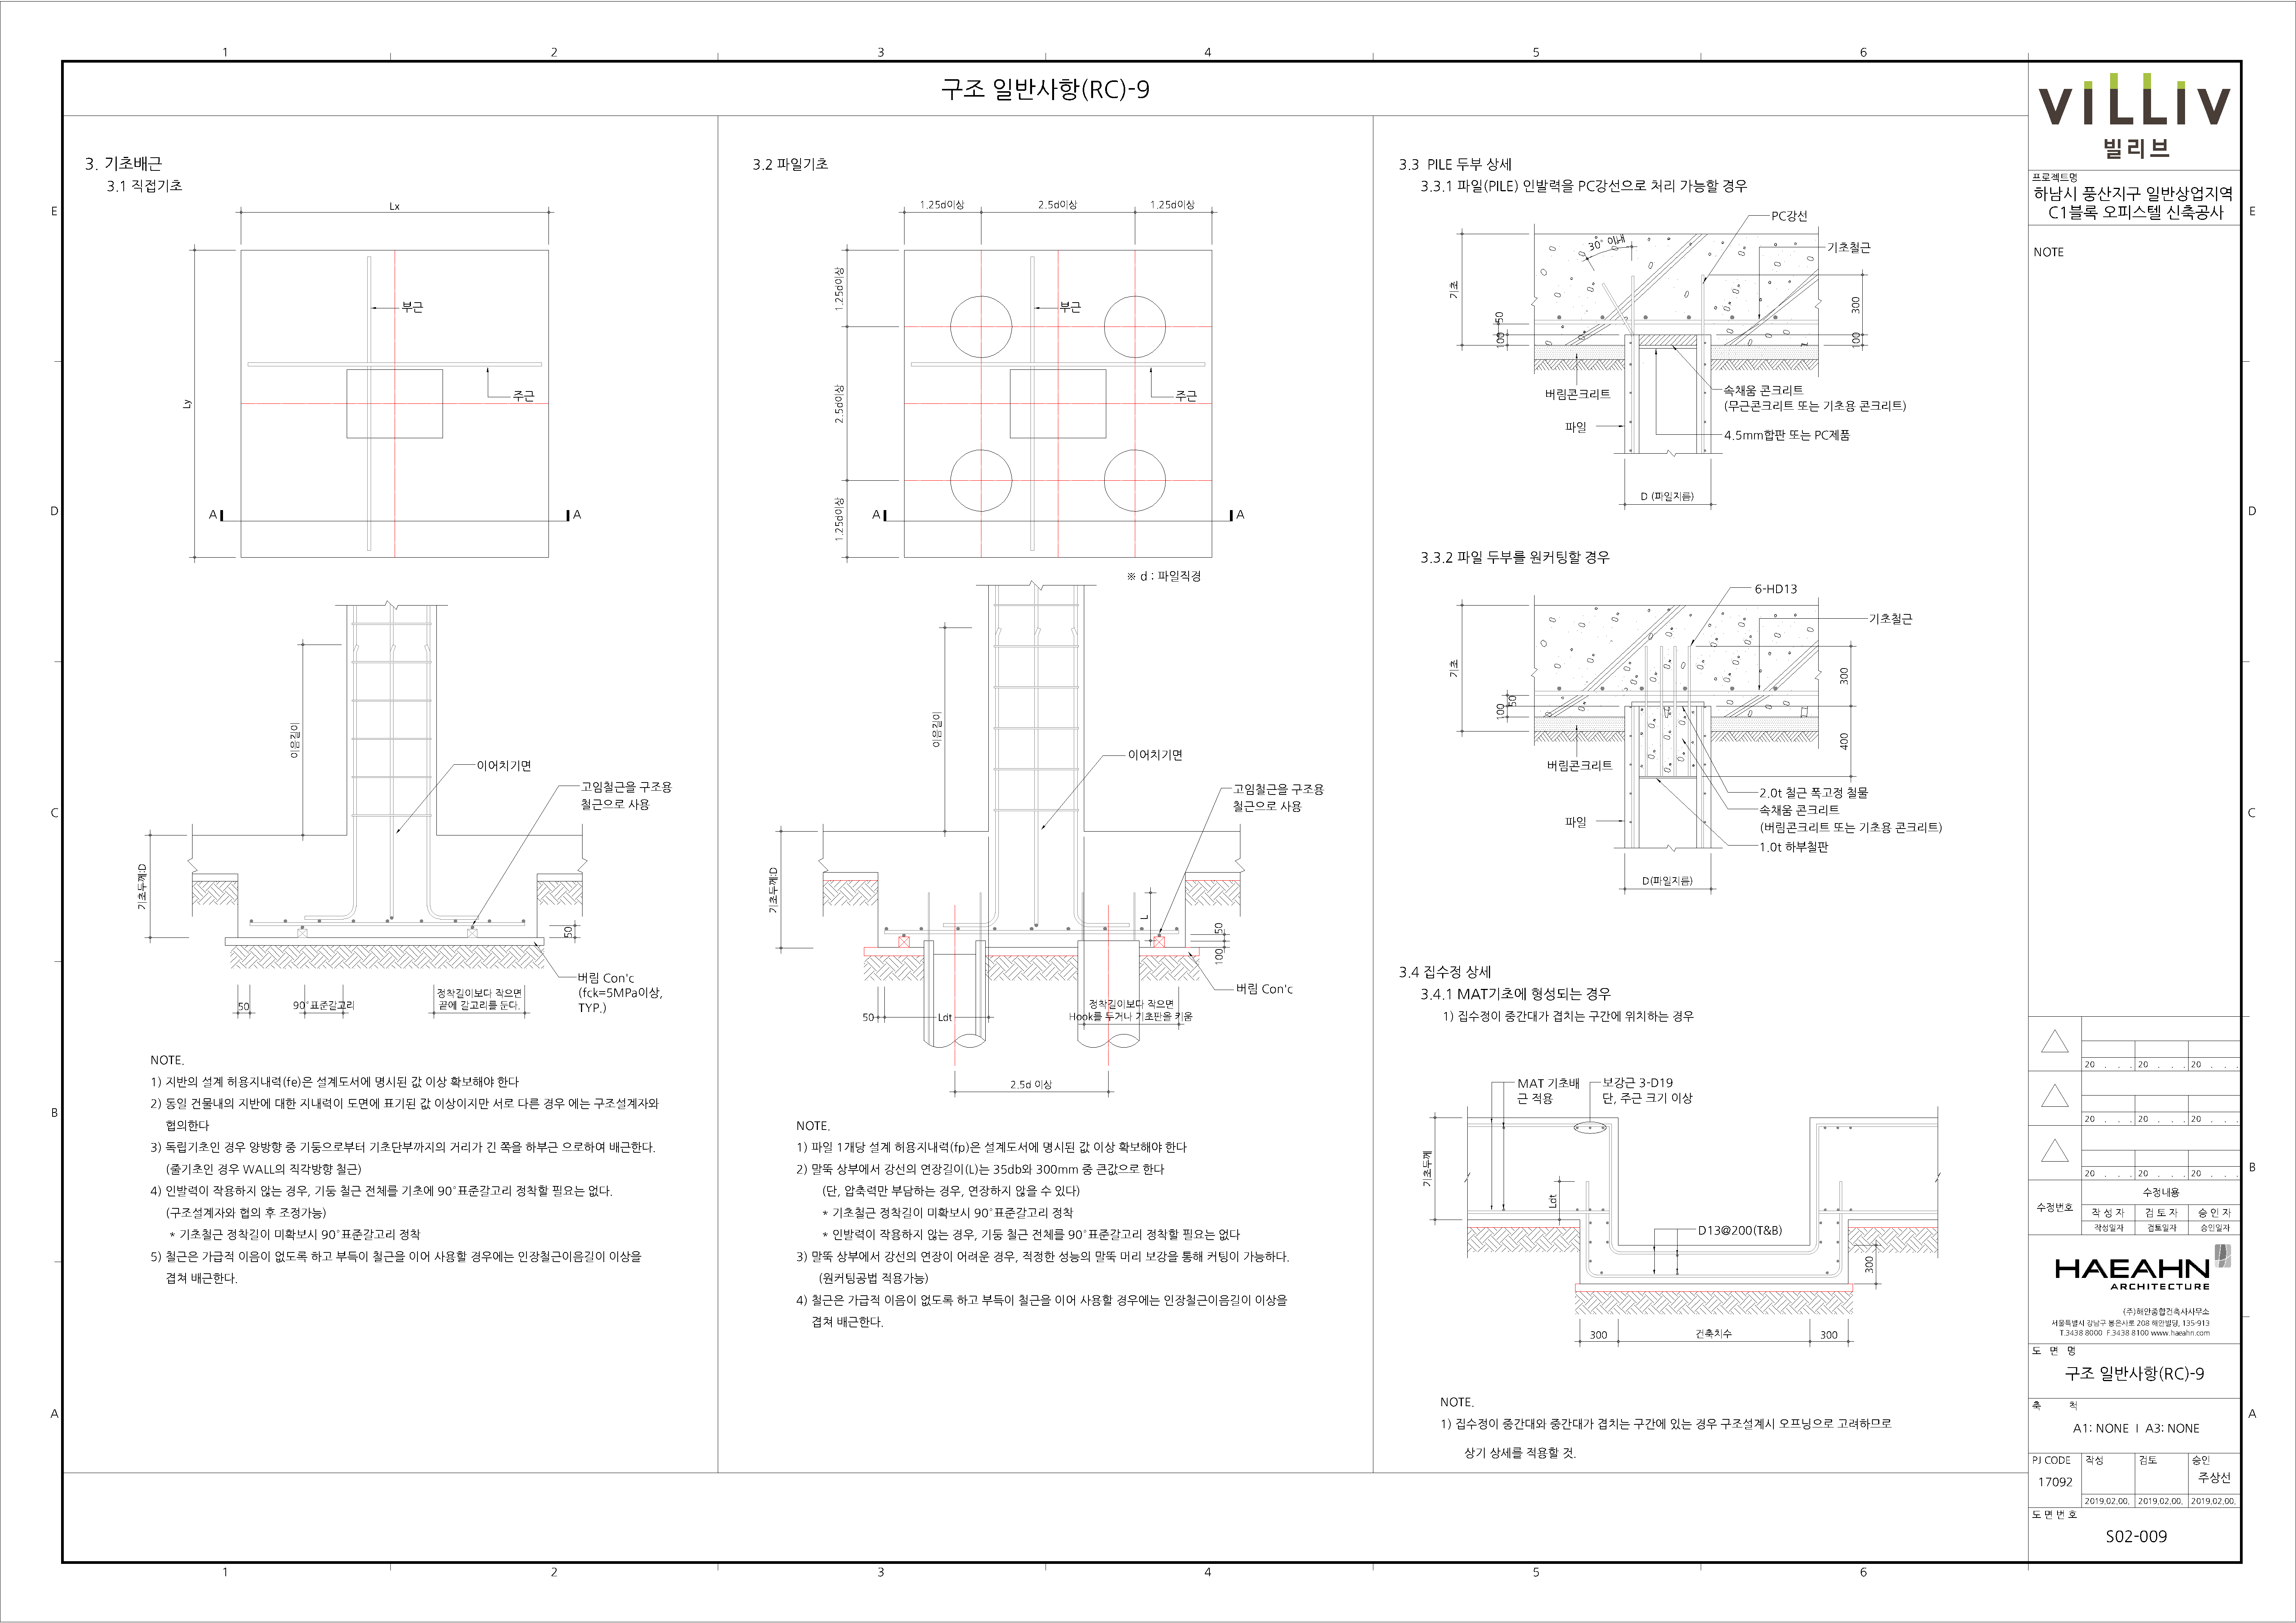 1 2 3 4 5 6
구조 일반사항(RC)-9
3. 기초배근
3.1 직접기초
Lx
Ly
부근
주근
A
A
이음길이
이어치기면
고임철근을 구조용
철근으로 사용
기초두께:D
50
버림 Con'c
(fck=5MPa이상,
TYP.)
50
90°표준갈고리
정착길이보다 작으면
끝에 갈고리를 둔다.
NOTE.
1) 지반의 설계 허용지내력(fe)은 설계도서에 명시된 값 이상 확보해야 한다
2) 동일 건물내의 지반에 대한 지내력이 도면에 표기된 값 이상이지만 서로 다른 경우 에는 구조설계자와
협의한다
3) 독립기초인 경우 양방향 중 기둥으로부터 기초단부까지의 거리가 긴 쪽을 하부근 으로하여 배근한다.
(줄기초인 경우 WALL의 직각방향 철근)
4) 인발력이 작용하지 않는 경우, 기둥 철근 전체를 기초에 90°표준갈고리 정착할 필요는 없다.
(구조설계자와 협의 후 조정가능)
* 기초철근 정착길이 미확보시 90°표준갈고리 정착
5) 철근은 가급적 이음이 없도록 하고 부득이 철근을 이어 사용할 경우에는 인장철근이음길이 이상을
겹쳐 배근한다.
3.2 파일기초
1.25d이상
2.5d이상
1.25d이상
1.25d이상
2.5d이상
1.25d이상
부근
주근
A
A
※ d : 파일직경
이음길이
이어치기면
고임철근을 구조용
철근으로 사용
기초두께:D
L
50
100
버림 Con'c
50
Ldt
정착길이보다 작으면
Hook를 두거나 기초판을 키움
2.5d 이상
NOTE.
1) 파일 1개당 설계 허용지내력(fp)은 설계도서에 명시된 값 이상 확보해야 한다
2) 말뚝 상부에서 강선의 연장길이(L)는 35db와 300mm 중 큰값으로 한다
(단, 압축력만 부담하는 경우, 연장하지 않을 수 있다)
* 기초철근 정착길이 미확보시 90°표준갈고리 정착
* 인발력이 작용하지 않는 경우, 기둥 철근 전체를 90°표준갈고리 정착할 필요는 없다
3) 말뚝 상부에서 강선의 연장이 어려운 경우, 적정한 성능의 말뚝 머리 보강을 통해 커팅이 가능하다.
(원커팅공법 적용가능)
4) 철근은 가급적 이음이 없도록 하고 부득이 철근을 이어 사용할 경우에는 인장철근이음길이 이상을
겹쳐 배근한다.
3.3 PILE 두부 상세
3.3.1 파일(PILE) 인발력을 PC강선으로 처리 가능할 경우
PC강선
30° 이내
기초철근
기초
50
100
300
100
버림콘크리트
속채움 콘크리트
(무근콘크리트 또는 기초용 콘크리트)
파일
4.5mm합판 또는 PC제품
D (파일지름)
3.3.2 파일 두부를 원커팅할 경우
6-HD13
기초철근
기초
50
100
300
400
버림콘크리트
2.0t 철근 폭고정 철물
속채움 콘크리트
(버림콘크리트 또는 기초용 콘크리트)
파일
1.0t 하부철판
D(파일지름)
3.4 집수정 상세
3.4.1 MAT기초에 형성되는 경우
1) 집수정이 중간대가 겹치는 구간에 위치하는 경우
MAT 기초배
근 적용
보강근 3-D19
단, 주근 크기 이상
기초두께
Ldt
D13@200(T&B)
300
300
건축치수
300
NOTE.
1) 집수정이 중간대와 중간대가 겹치는 구간에 있는 경우 구조설계시 오프닝으로 고려하므로
상기 상세를 적용할 것.
VILLIV
빌리브
프로젝트명
하남시 풍산지구 일반상업지역
C1블록 오피스텔 신축공사
NOTE
20 . . . 20 . . . 20 . . .
20 . . . 20 . . . 20 . . .
20 . . . 20 . . . 20 . . .
수정번호
수정내용
작 성 자 검 토 자 승 인 자
작성일자 검토일자 승인일자
HAEAHN
ARCHITECTURE
(주)해안종합건축사사무소
서울특별시 강남구 봉은사로 208 해안빌딩, 135-913
T.3438 8000 F.3438 8100 www.haeahn.com
도 면 명
구조 일반사항(RC)-9
축 척
A1: NONE I A3: NONE
PJ CODE 작성 검토 승인
17092
주상선
2019.02.00. 2019.02.00. 2019.02.00.
도 면 번 호
S02-009
E
D
C
B
A
E
D
C
B
A
1 2 3 4 5 6